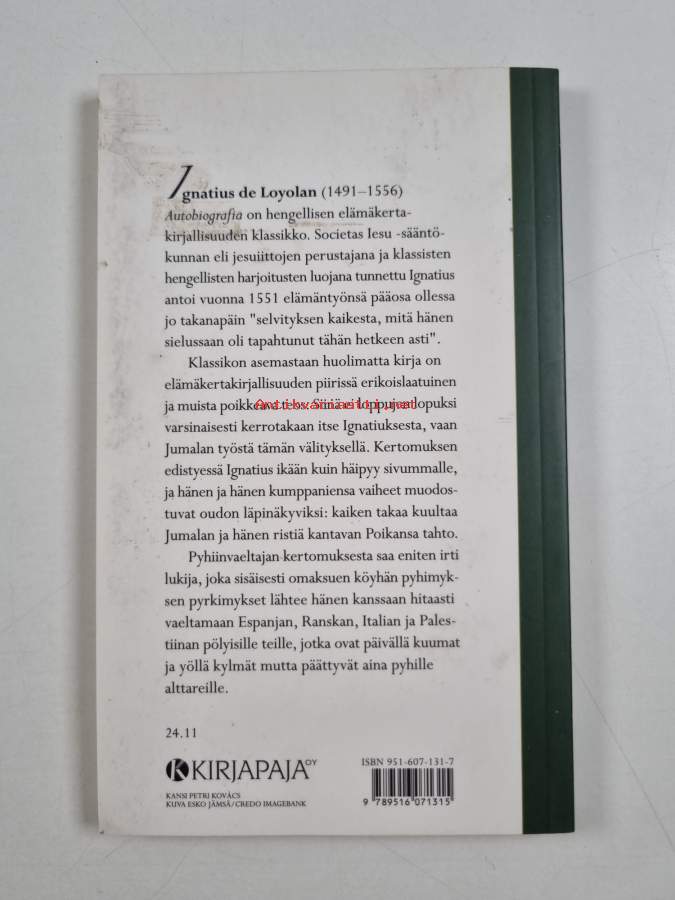 Ignatius de Loyolan (1491–1556)
Autobiografia on hengellisen elämäkerta-
kirjallisuuden klassikko. Societas Iesu -sääntö-
kunnan eli jesuiittojen perustajana ja klassisten
hengellisten harjoitusten luojana tunnettu Ignatius
antoi vuonna 1551 elämäntyönsä pääosa ollessa
jo takanapäin "selvityksen kaikesta, mitä hänen
sielussaan oli tapahtunut tähän hetkeen asti".
Klassikon asemastaan huolimatta kirja on
elämäkertakirjallisuuden piirissä erikoislaatuinen
ja muista poikkeava teos. Siinä ei loppujen lopuksi
varsinaisesti kerrotakaan itse Ignatiuksesta, vaan
Jumalan työstä tämän välityksellä. Kertomuksen
edistyessä Ignatius ikään kuin häipyy sivummalle,
ja hänen ja hänen kumppaniensa vaiheet muodos-
tuvat oudon läpinäkyviksi: kaiken takaa kuultaa
Jumalan ja hänen ristiä kantavan Poikansa tahto.
Pyhiinvaeltajan kertomuksesta saa eniten irti
lukija, joka sisäisesti omaksuen köyhän pyhimyk-
sen pyrkimykset lähtee hänen kanssaan hitaasti
vaeltamaan Espanjan, Ranskan, Italian ja Pales-
tiinan pölyisille teille, jotka ovat päivällä kuumat
ja yöllä kylmät mutta päättyvät aina pyhille
alttareille.
24.11
KIRJAPAJA OY
KANSI PETRI KOVÁCS
KUVA ESKO JÄMSÄ/CREDO IMAGEBANK
ISBN 951-607-131-7
9 789516 071315